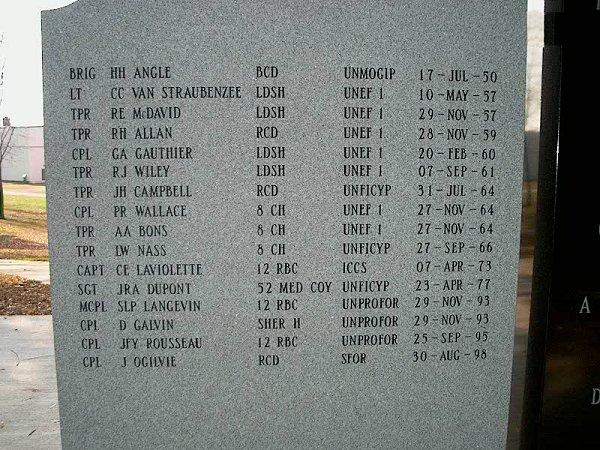 BRIG HH ANGLE BCD UNMOGIP 17-JUL-50
LT CC VAN STRAUBENZEE LDSH UNEF 1 10-MAY-57
TPR RE McDAVID LDSH UNEF 1 29-NOV-57
TPR RH ALLAN RCD UNEF 1 28-NOV-59
CPL GA GAUTHIER LDSH UNEF 1 20-FEB-60
TPR RJ WILEY LDSH UNEF 1 07-SEP-61
TPR JH CAMPBELL RCD UNFICYP 31-JUL-64
CPL PR WALLACE 8 CH UNEF 1 27-NOV-64
TPR AA BONS 8 CH UNEF 1 27-NOV-64
TPR LW NASS 8 CH UNFICYP 27-SEP-66
CAPT CE LAVIOLETTE 12 RBC ICCS 07-APR-73
SGT JRA DUPONT 52 MED COY UNFICYP 23-APR-77
MCPL SLP LANGEVIN 12 RBC UNPROFOR 29-NOV-93
CPL D GALVIN SHER H UNPROFOR 29-NOV-93
CPL JFY ROUSSEAU 12 RBC UNPROFOR 25-SEP-95
CPL J OGILVIE RCD SFOR 30-AUG-98